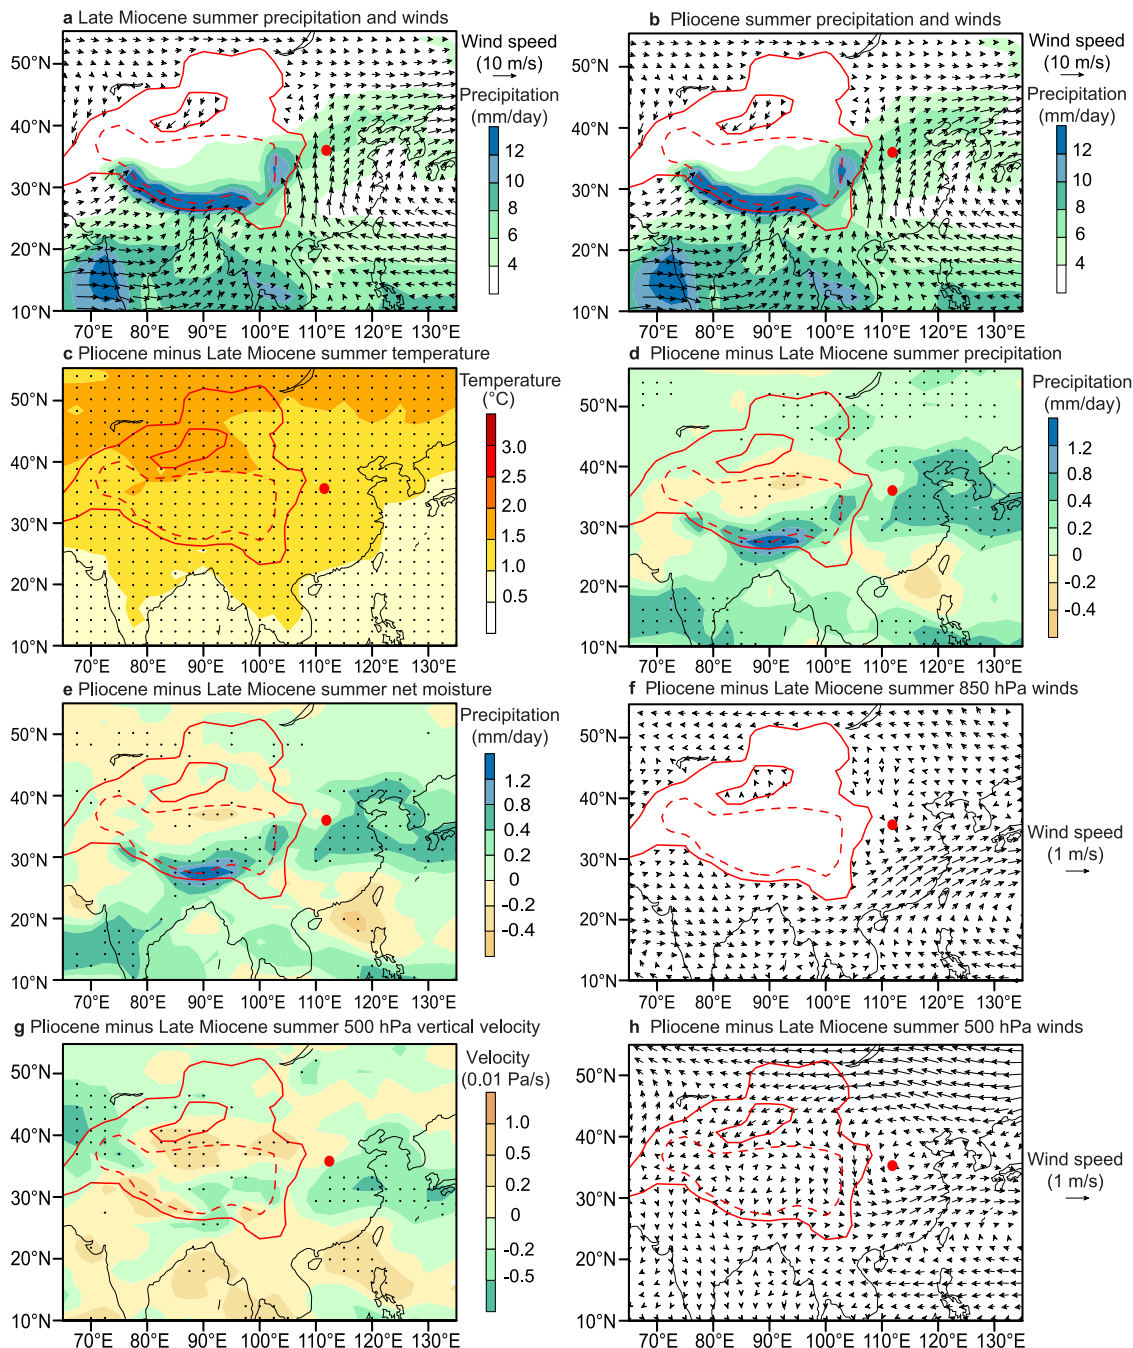 a Late Miocene summer precipitation and winds
50°N
40°N
30°N
20°N
10°N
70°E
80°E
90°E
100°E
110°E
120°E
130°E
Wind speed
(10 m/s)
Precipitation
(mm/day)
12
10
8
6
4
b Pliocene summer precipitation and winds
50°N
40°N
30°N
20°N
10°N
70°E
80°E
90°E
100°E
110°E
120°E
130°E
Wind speed
(10 m/s)
Precipitation
(mm/day)
12
10
8
6
4
c Pliocene minus Late Miocene summer temperature
50°N
40°N
30°N
20°N
10°N
70°E
80°E
90°E
100°E
110°E
120°E
130°E
Temperature
(°C)
3.0
2.5
2.0
1.5
1.0
0.5
d Pliocene minus Late Miocene summer precipitation
50°N
40°N
30°N
20°N
10°N
70°E
80°E
90°E
100°E
110°E
120°E
130°E
Precipitation
(mm/day)
1.2
0.8
0.4
0.2
0
-0.2
-0.4
e Pliocene minus Late Miocene summer net moisture
50°N
40°N
30°N
20°N
10°N
70°E
80°E
90°E
100°E
110°E
120°E
130°E
Precipitation
(mm/day)
1.2
0.8
0.4
0.2
0
-0.2
-0.4
f Pliocene minus Late Miocene summer 850 hPa winds
50°N
40°N
30°N
20°N
10°N
70°E
80°E
90°E
100°E
110°E
120°E
130°E
Wind speed
(1 m/s)
g Pliocene minus Late Miocene summer 500 hPa vertical velocity
50°N
40°N
30°N
20°N
10°N
70°E
80°E
90°E
100°E
110°E
120°E
130°E
Velocity
(0.01 Pa/s)
1.0
0.5
0.2
0
-0.2
-0.5
h Pliocene minus Late Miocene summer 500 hPa winds
50°N
40°N
30°N
20°N
10°N
70°E
80°E
90°E
100°E
110°E
120°E
130°E
Wind speed
(1 m/s)